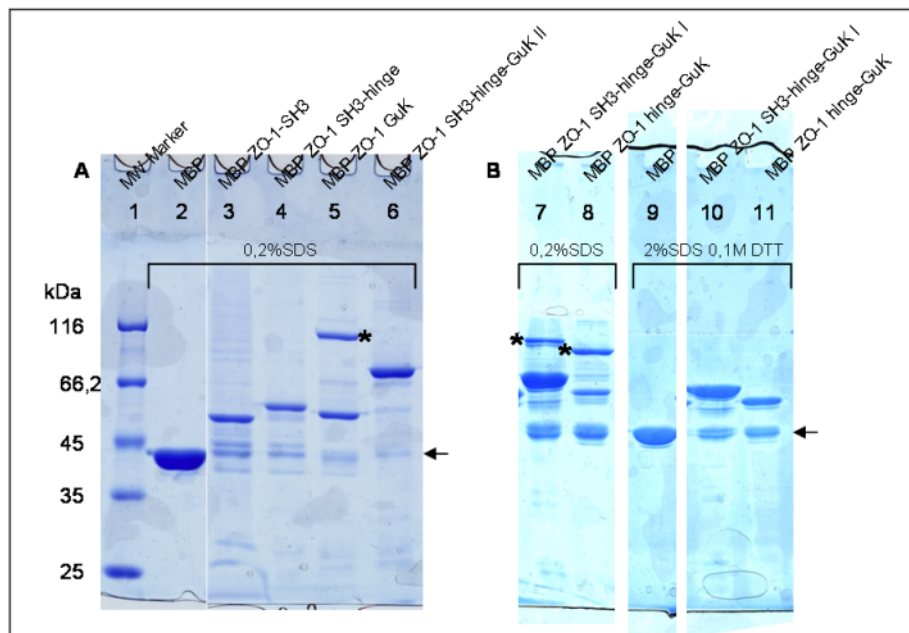 A
MW Marker
MBP
MBP ZO-1-SH3
MBP ZO-1 SH3-hinge
MBP ZO-1 GuK
MBP ZO-1 SH3-hinge-GuK II
1 2 3 4 5 6
0,2%SDS
kDa
116
66,2
45
35
25
*
B
MBP ZO-1 SH3-hinge-GuK I
MBP ZO-1 hinge-GuK
MBP
MBP ZO-1 SH3-hinge-GuK I
MBP ZO-1 hinge-GuK
7 8 9 10 11
0,2%SDS
2%SDS 0,1M DTT
*
*